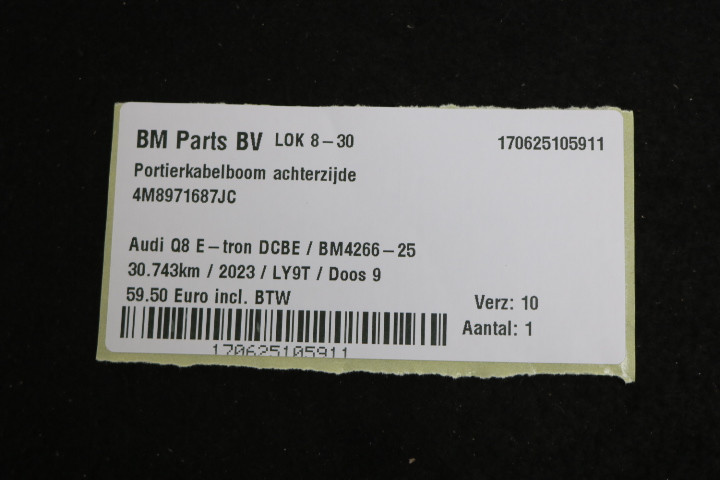 BM Parts BV LOK 8-30 170625105911
Portierkabelboom achterzijde
4M8971687JC
Audi Q8 E-tron DCBE / BM4266-25
30.743km / 2023 / LY9T / Doos 9
59.50 Euro incl. BTW
Verz: 10
Aantal: 1
170625105911